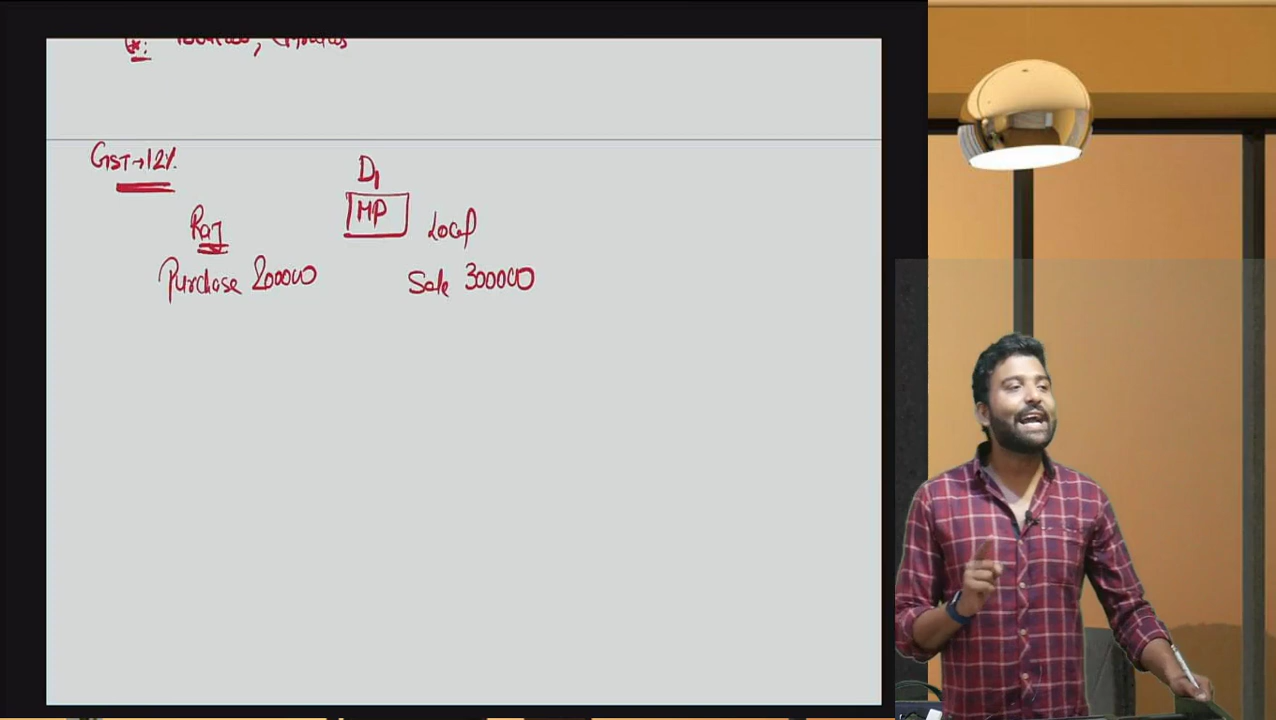 GST→12%
D1
MP
Raj
Local
Purchase 200000
Sale 300000